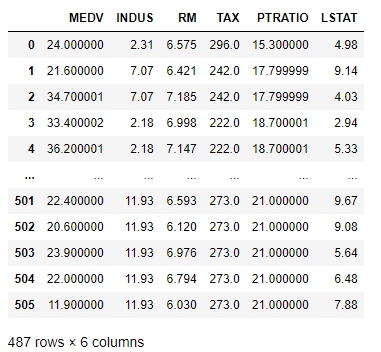 MEDV INDUS RM TAX PTRATIO LSTAT
0 24.000000 2.31 6.575 296.0 15.300000 4.98
1 21.600000 7.07 6.421 242.0 17.799999 9.14
2 34.700001 7.07 7.185 242.0 17.799999 4.03
3 33.400002 2.18 6.998 222.0 18.700001 2.94
4 36.200001 2.18 7.147 222.0 18.700001 5.33
... ... ... ... ... ... ...
501 22.400000 11.93 6.593 273.0 21.000000 9.67
502 20.600000 11.93 6.120 273.0 21.000000 9.08
503 23.900000 11.93 6.976 273.0 21.000000 5.64
504 22.000000 11.93 6.794 273.0 21.000000 6.48
505 11.900000 11.93 6.030 273.0 21.000000 7.88
487 rows × 6 columns